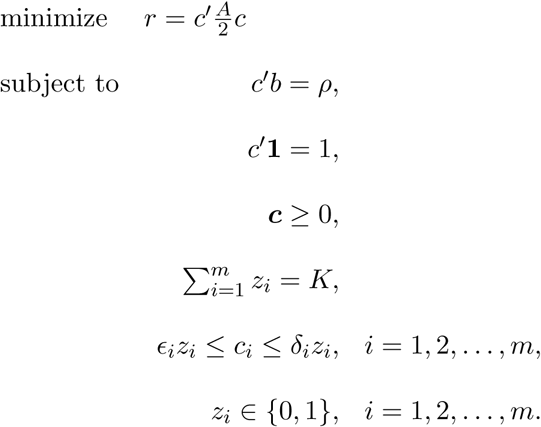 minimize r = c′ A/2 c
subject to c′b = ρ,
c′𝟏 = 1,
𝒄 ≥ 0,
∑_{i=1}^{m} z_i = K,
ϵ_i z_i ≤ c_i ≤ δ_i z_i, i = 1, 2, . . . , m,
z_i ∈ {0, 1}, i = 1, 2, . . . , m.